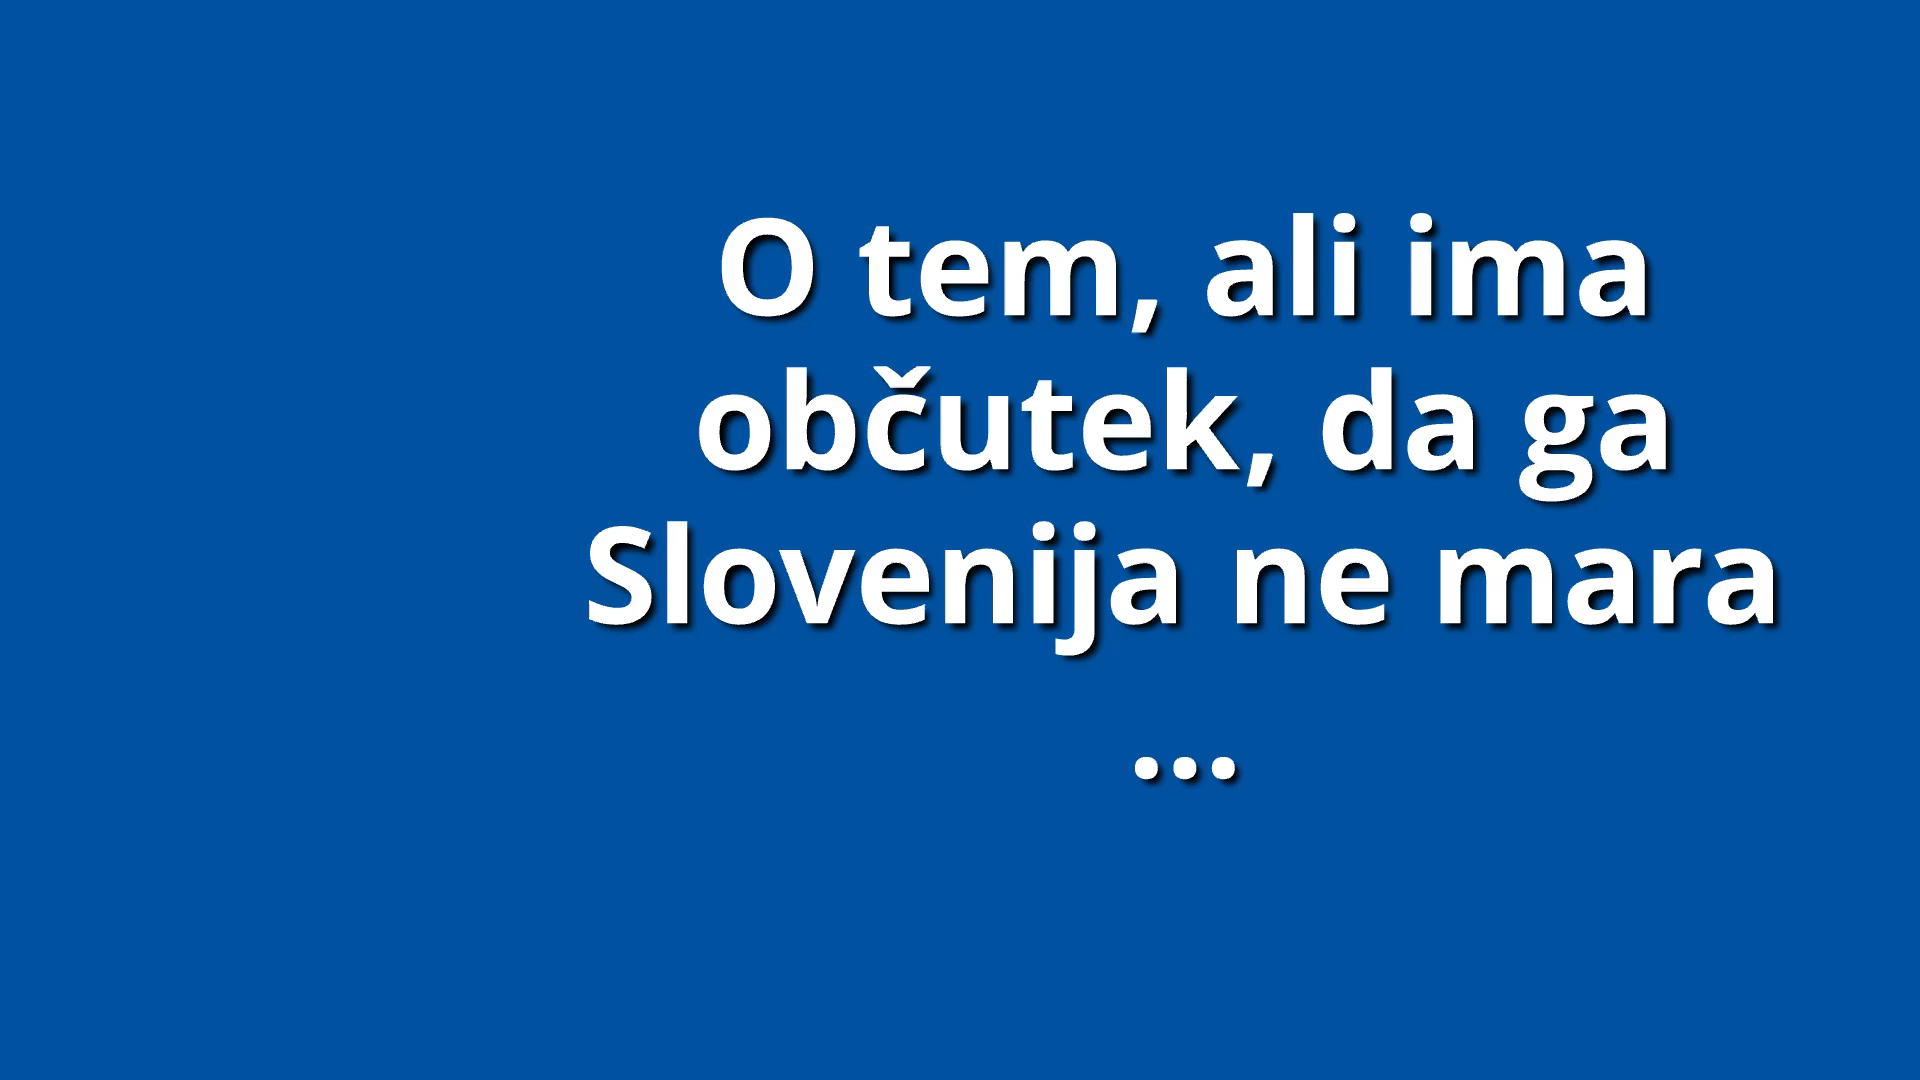 O tem, ali ima
občutek, da ga
Slovenija ne mara
...